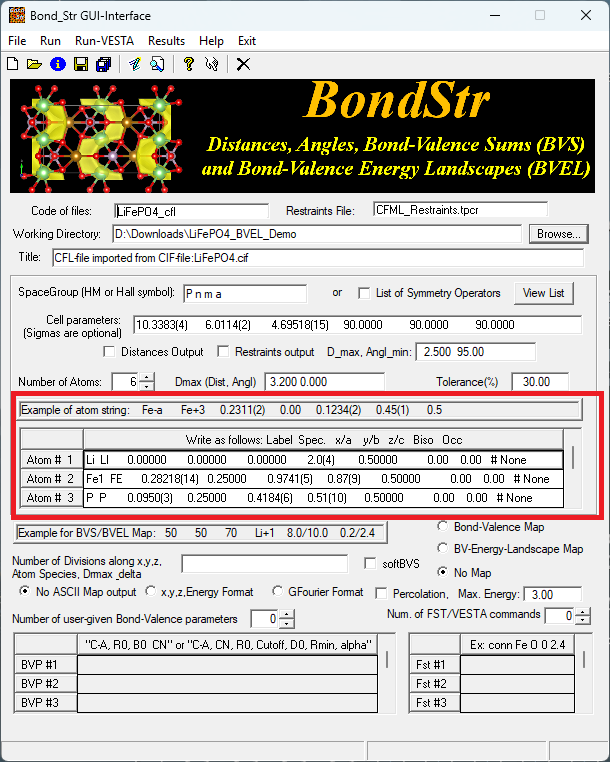 Bond_Str GUI-Interface
File Run Run-VESTA Results Help Exit
BondStr
Distances, Angles, Bond-Valence Sums (BVS)
and Bond-Valence Energy Landscapes (BVEL)
Code of files: LiFePO4_cfl Restraints File: CFML_Restraints.tpcr
Working Directory: D:\Downloads\LiFePO4_BVEL_Demo Browse...
Title: CFL-file imported from CIF-file:LiFePO4.cif
SpaceGroup (HM or Hall symbol): P n m a or List of Symmetry Operators View List
Cell parameters: (Sigmas are optional) 10.3383(4) 6.0114(2) 4.69518(15) 90.0000 90.0000 90.0000
Distances Output Restraints output D_max, Angl_min: 2.500 95.00
Number of Atoms: 6 Dmax (Dist, Angl) 3.200 0.000 Tolerance(%) 30.00
Example of atom string: Fe-a Fe+3 0.2311(2) 0.00 0.1234(2) 0.45(1) 0.5
Write as follows: Label Spec. x/a y/b z/c Biso Occ
Atom # 1 Li LI 0.00000 0.00000 0.00000 2.0(4) 0.50000 0.00 0.00 # None
Atom # 2 Fe1 FE 0.28218(14) 0.25000 0.9741(5) 0.87(9) 0.50000 0.00 0.00 # None
Atom # 3 P P 0.0950(3) 0.25000 0.4184(6) 0.51(10) 0.50000 0.00 0.00 # None
Example for BVS/BVEL Map: 50 50 70 Li+1 8.0/10.0 0.2/2.4
Bond-Valence Map
BV-Energy-Landscape Map
No Map
Number of Divisions along x,y,z, Atom Species, Drmax ,delta softBVS
No ASCII Map output x,y,z,Energy Format GFourier Format Percolation, Max. Energy: 3.00
Number of user-given Bond-Valence parameters 0 Num. of FST/VESTA commands 0
"C-A, R0, B0 CN" or "C-A, CN, R0, Cutoff, D0, Rmin, alpha" Ex: conn Fe O 0 2.4
BVP #1 Fst #1
BVP #2 Fst #2
BVP #3 Fst #3